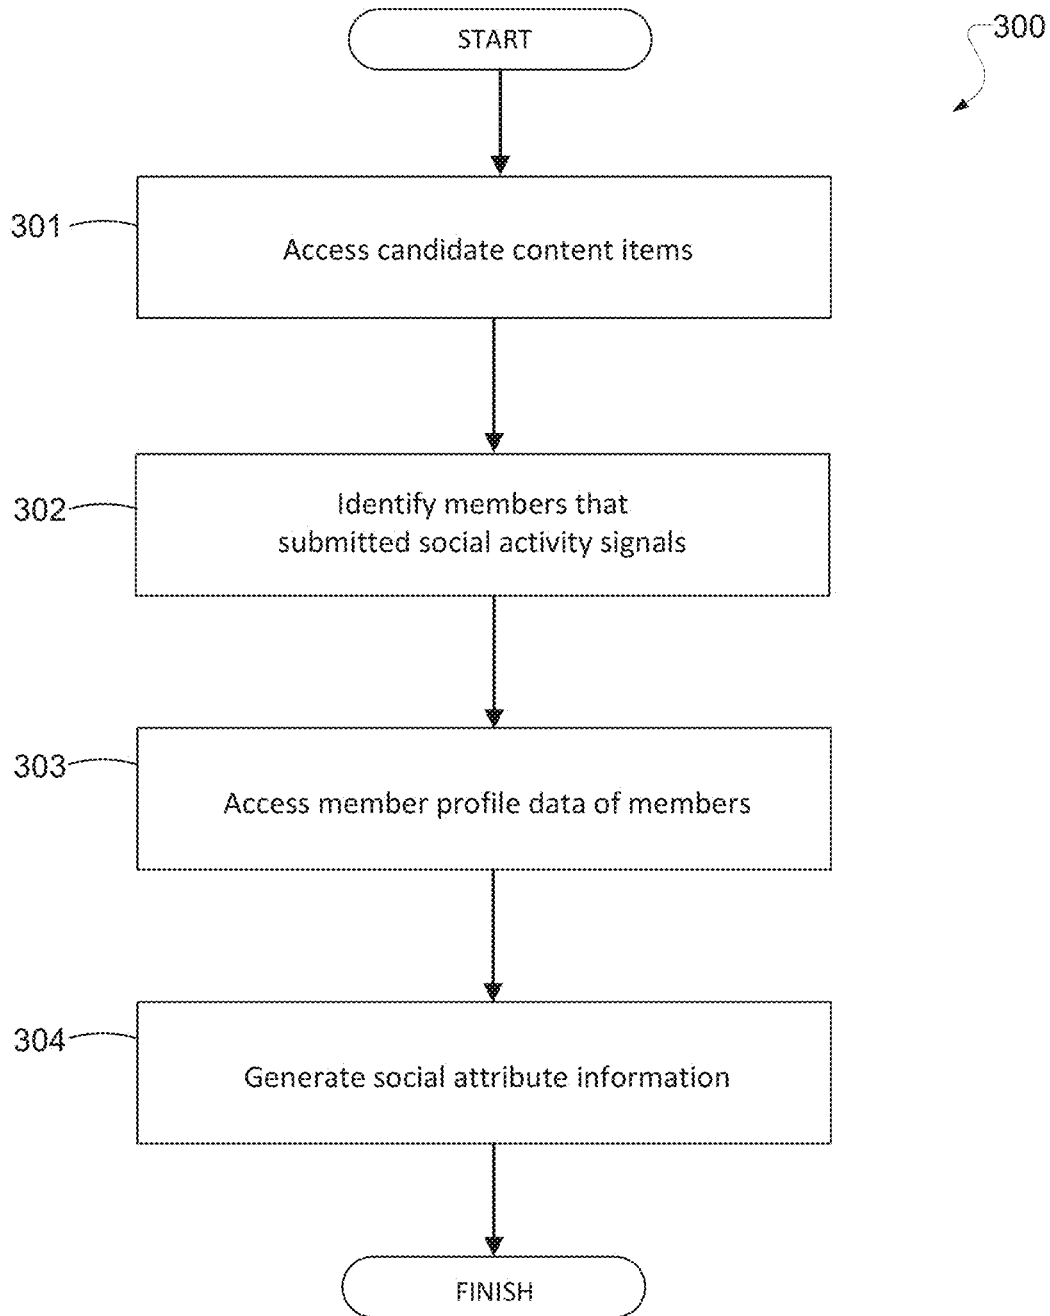 START
300
301
Access candidate content items
302
Identify members that
submitted social activity signals
303
Access member profile data of members
304
Generate social attribute information
FINISH